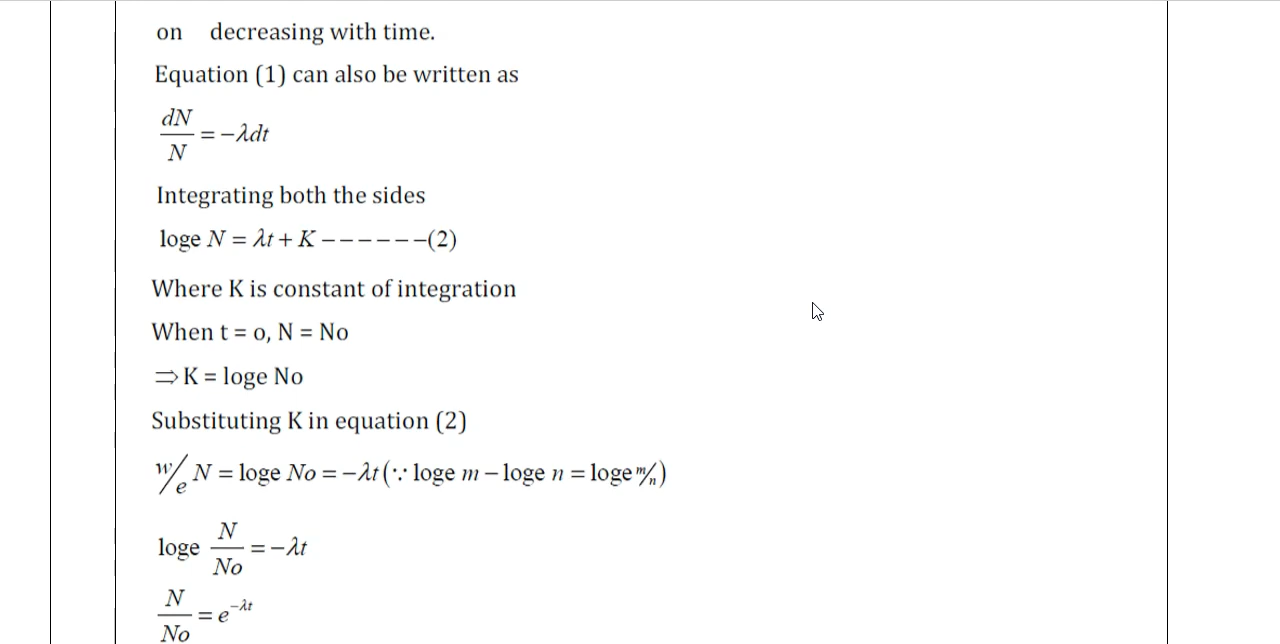 on decreasing with time.
Equation (1) can also be written as
dN/N = −λdt
Integrating both the sides
loge N = λt + K − − − − − −(2)
Where K is constant of integration
When t = o, N = No
⇒K = loge No
Substituting K in equation (2)
w/e N = loge No = −λt (∵ loge m − loge n = loge m/n)
loge N/No = −λt
N/No = e^−λt